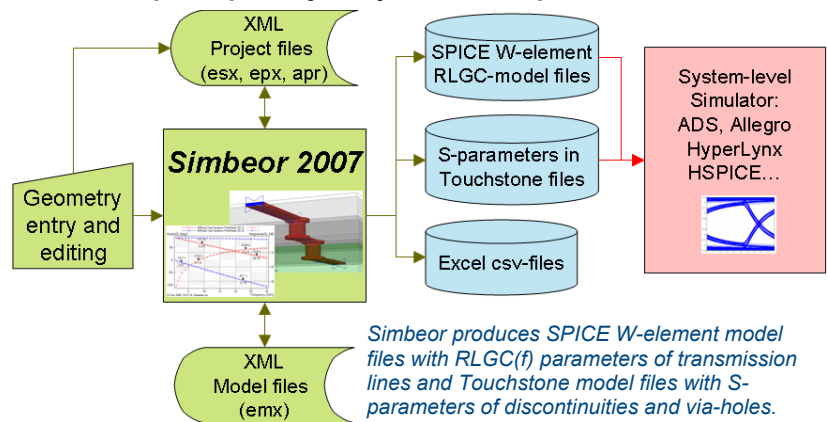 XML
Project files
(esx, epx, apr)
SPICE W-element
RLGC-model files
System-level
Simulator:
ADS, Allegro
HyperLynx
HSPICE...
Simbeor 2007
S-parameters in
Touchstone files
Geometry
entry and
editing
Excel csv-files
XML
Model files
(emx)
Simbeor produces SPICE W-element model
files with RLGC(f) parameters of transmission
lines and Touchstone model files with S-
parameters of discontinuities and via-holes.